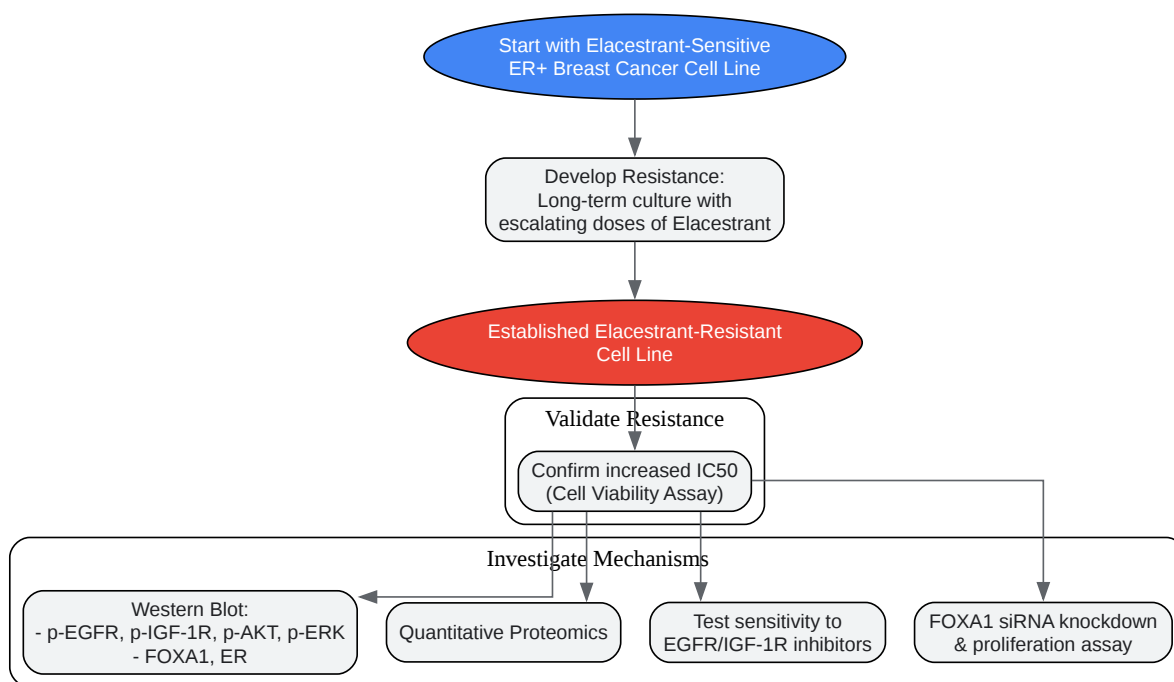 Start with Elacestrant-Sensitive
ER+ Breast Cancer Cell Line
Develop Resistance:
Long-term culture with
escalating doses of Elacestrant
Established Elacestrant-Resistant
Cell Line
Validate Resistance
Confirm increased IC50
(Cell Viability Assay)
Investigate Mechanisms
Western Blot:
- p-EGFR, p-IGF-1R, p-AKT, p-ERK
- FOXA1, ER
Quantitative Proteomics
Test sensitivity to
EGFR/IGF-1R inhibitors
FOXA1 siRNA knockdown
& proliferation assay